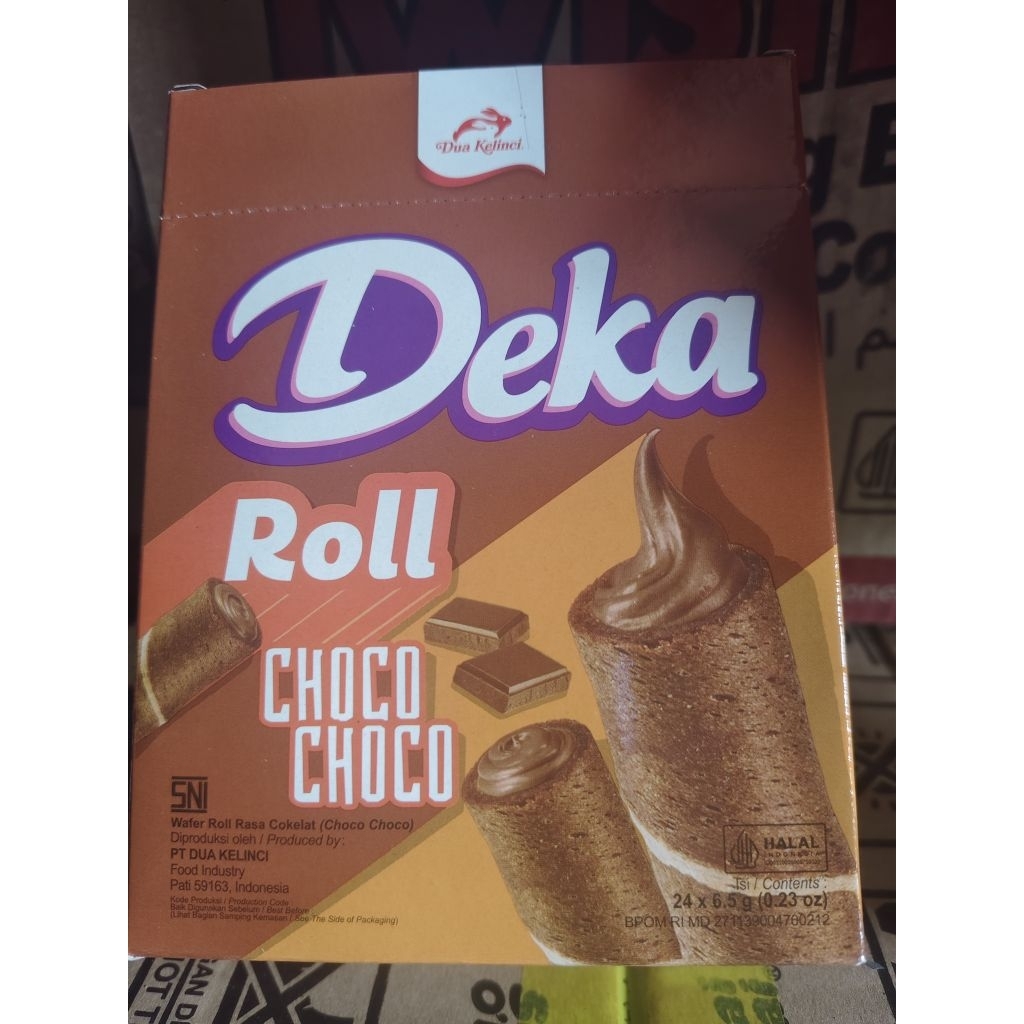 Dua Kelinci.
Deka
Roll
CHOCO
CHOCO
SNI
Wafer Roll Rasa Cokelat (Choco Choco)
Diproduksi oleh / Produced by :
PT DUA KELINCI
Food Industry
Pati 59163, Indonesia
Kode Produksi / Production Code :
Baik Digunakan Sebelum / Best Before :
(Lihat Bagian Samping Kemasan / See The Side of Packaging)
HALAL
INDONESIA
Isi / Contents :
24 x 6,5 g (0.23 oz)
BPOM RI MD 271139004700212